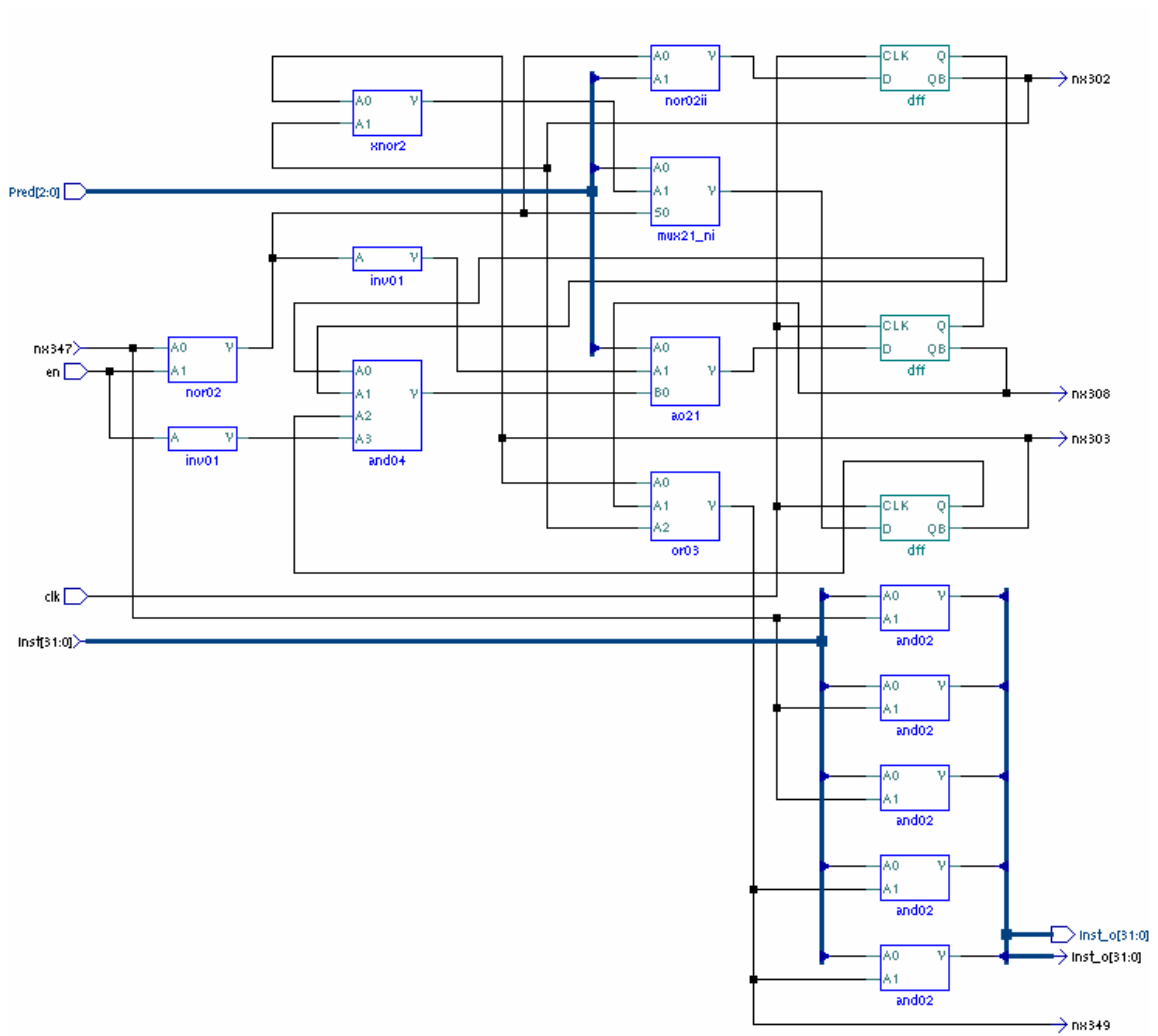 A0 Y
A1
nor02ii
CLK Q
D QB
dff
nx302
A0 Y
A1
xnor2
A0
A1 Y
S0
mux21_ni
Pred[2:0]
A Y
inv01
nx347
en
A0 Y
A1
nor02
A Y
inv01
A0
A1 Y
A2
A3
and04
A0
A1 Y
B0
ao21
CLK Q
D QB
dff
nx308
nx303
A0
A1 Y
A2
or03
CLK Q
D QB
dff
clk
Inst[31:0]
A0 Y
A1
and02
A0 Y
A1
and02
A0 Y
A1
and02
A0 Y
A1
and02
A0 Y
A1
and02
Inst_o[31:0]
Inst_o[31:0]
nx349